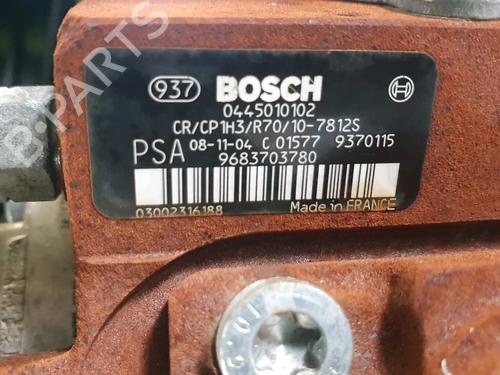 937 BOSCH
0445010102
CR/CP1H3/R70/10-7812S
PSA 08-11-04 C 01577 9370115
9683703780
03002316188 Made in FRANCE
B-PARTS